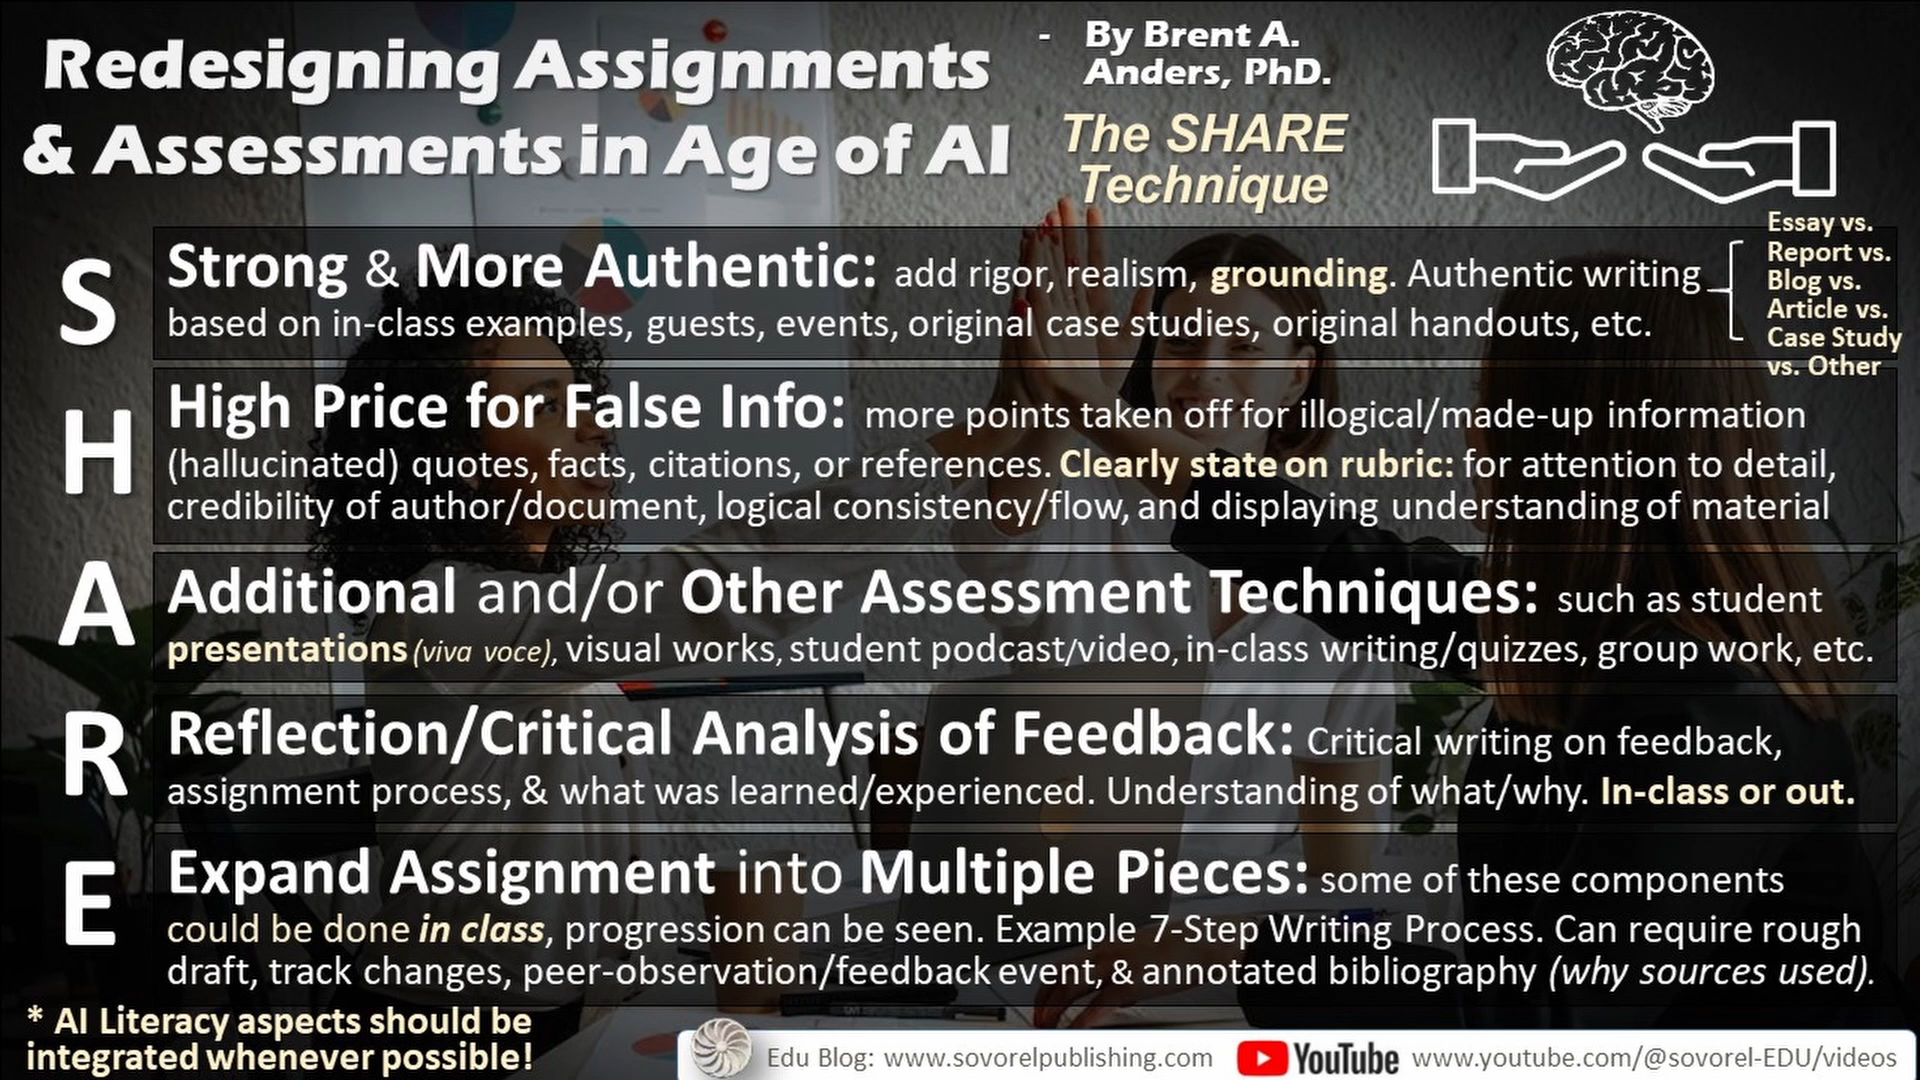 Redesigning Assignments
& Assessments in Age of AI
- By Brent A.
Anders, PhD.
The SHARE
Technique
S
Strong & More Authentic: add rigor, realism, grounding. Authentic writing
based on in-class examples, guests, events, original case studies, original handouts, etc.
Essay vs.
Report vs.
Blog vs.
Article vs.
Case Study
vs. Other
H
High Price for False Info: more points taken off for illogical/made-up information
(hallucinated) quotes, facts, citations, or references. Clearly state on rubric: for attention to detail,
credibility of author/document, logical consistency/flow, and displaying understanding of material
A
Additional and/or Other Assessment Techniques: such as student
presentations (viva voce), visual works, student podcast/video, in-class writing/quizzes, group work, etc.
R
Reflection/Critical Analysis of Feedback: Critical writing on feedback,
assignment process, & what was learned/experienced. Understanding of what/why. In-class or out.
E
Expand Assignment into Multiple Pieces: some of these components
could be done in class, progression can be seen. Example 7-Step Writing Process. Can require rough
draft, track changes, peer-observation/feedback event, & annotated bibliography (why sources used).
* AI Literacy aspects should be
integrated whenever possible!
Edu Blog: www.sovorelpublishing.com YouTube www.youtube.com/@sovorel-EDU/videos